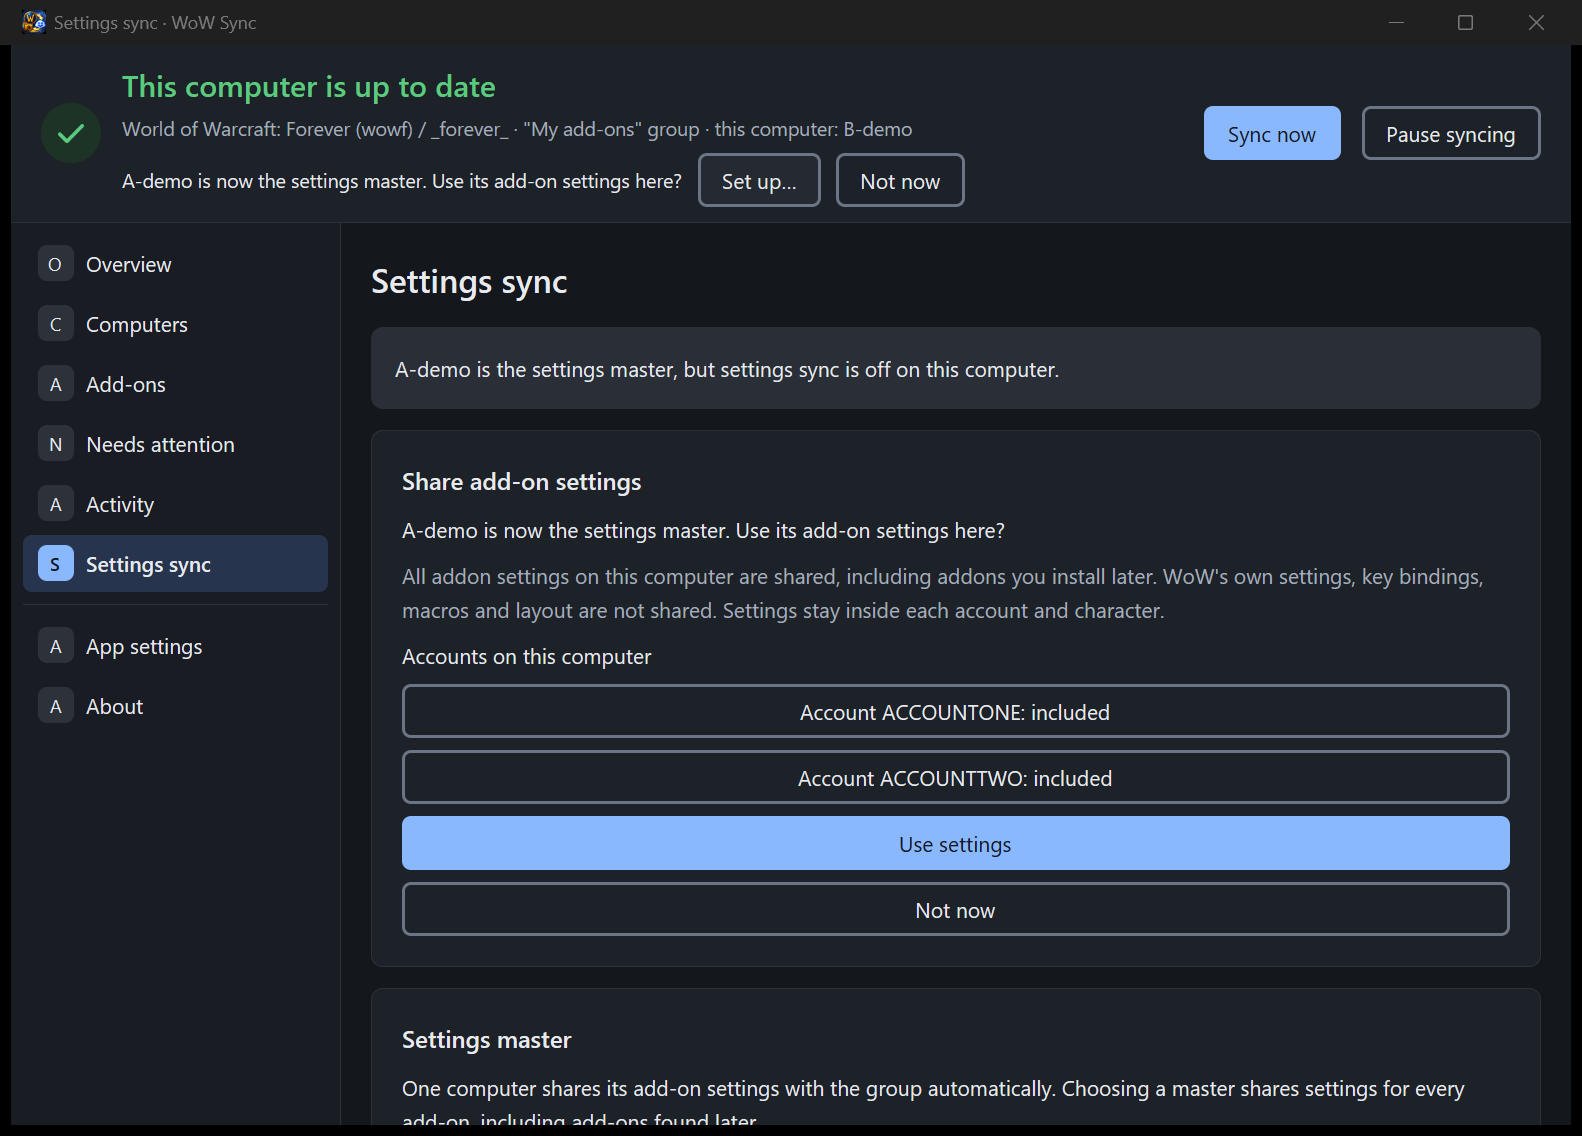 Settings sync · WoW Sync
This computer is up to date
World of Warcraft: Forever (wowf) / _forever_ · "My add-ons" group · this computer: B-demo
A-demo is now the settings master. Use its add-on settings here?
Set up...
Not now
Sync now
Pause syncing
O Overview
C Computers
A Add-ons
N Needs attention
A Activity
S Settings sync
A App settings
A About
Settings sync
A-demo is the settings master, but settings sync is off on this computer.
Share add-on settings
A-demo is now the settings master. Use its add-on settings here?
All addon settings on this computer are shared, including addons you install later. WoW's own settings, key bindings,
macros and layout are not shared. Settings stay inside each account and character.
Accounts on this computer
Account ACCOUNTONE: included
Account ACCOUNTTWO: included
Use settings
Not now
Settings master
One computer shares its add-on settings with the group automatically. Choosing a master shares settings for every
add-on, including add-ons found later.